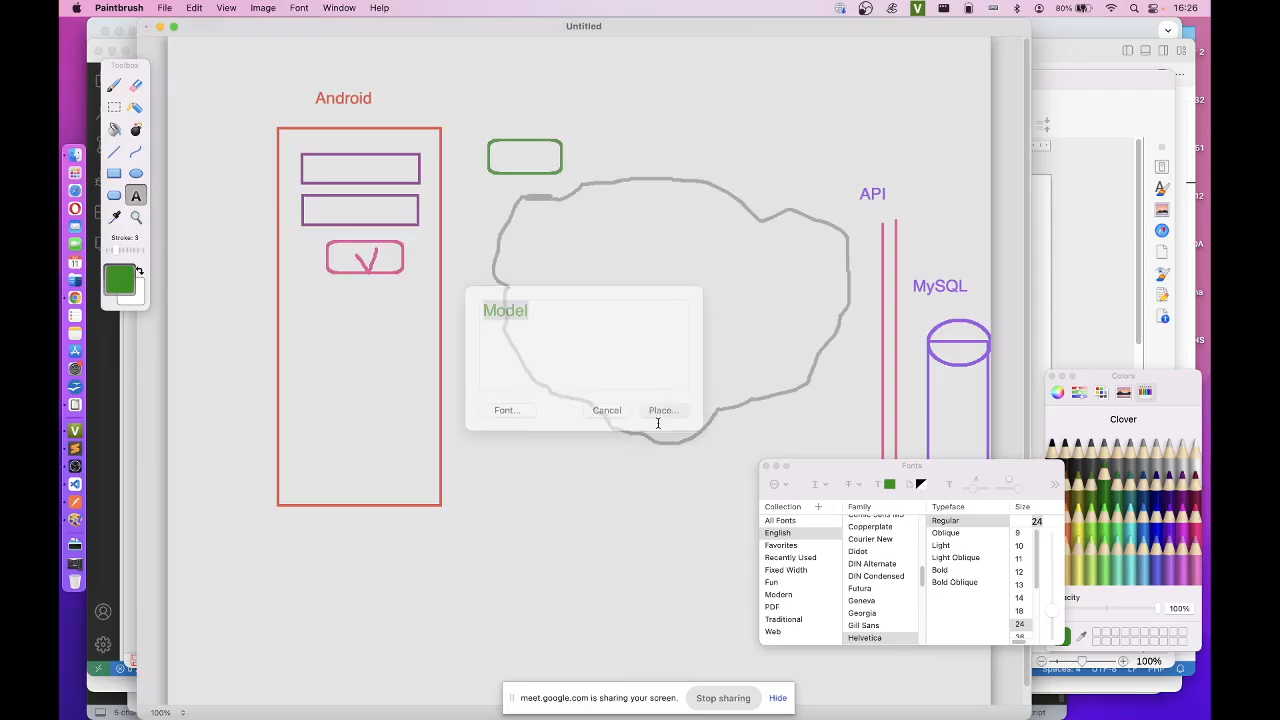 Paintbrush File Edit View Image Font Window Help
80%
16:26
Untitled
Toolbox
A
Stroke: 3
Android
V
API
MySQL
Model
Font... Cancel Place...
Fonts
Collection Family Typeface Size
All Fonts
English
Favorites
Recently Used
Fixed Width
Fun
Modern
PDF
Traditional
Web
Copperplate
Courier New
Didot
DIN Alternate
DIN Condensed
Futura
Geneva
Georgia
Gill Sans
Helvetica
Regular
Oblique
Light
Light Oblique
Bold
Bold Oblique
24
9
10
11
12
13
14
18
24
Colors
Clover
100%
100%
meet.google.com is sharing your screen. Stop sharing Hide
100%